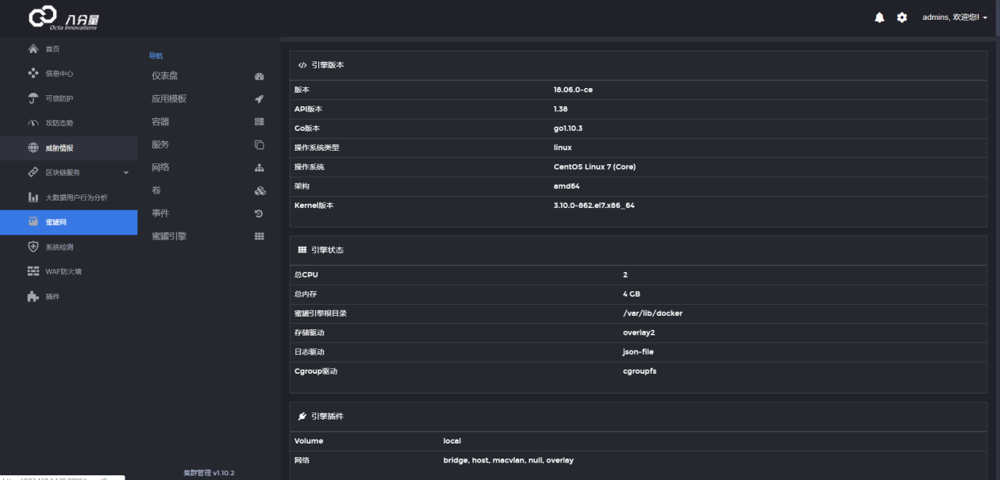 八分量
Octa Innovations
admins, 欢迎您!
首页
信息中心
可信防护
攻防态势
威胁情报
区块链服务
大数据用户行为分析
蜜罐网
系统检测
WAF防火墙
插件
导航
仪表盘
应用模板
容器
服务
网络
卷
事件
蜜罐引擎
集群管理 v1.10.2
引擎版本
版本 18.06.0-ce
API版本 1.38
Go版本 go1.10.3
操作系统类型 linux
操作系统 CentOS Linux 7 (Core)
架构 amd64
Kernel版本 3.10.0-862.el7.x86_64
引擎状态
总CPU 2
总内存 4 GB
蜜罐引擎根目录 /var/lib/docker
存储驱动 overlay2
日志驱动 json-file
Cgroup驱动 cgroupfs
引擎插件
Volume local
网络 bridge, host, macvlan, null, overlay